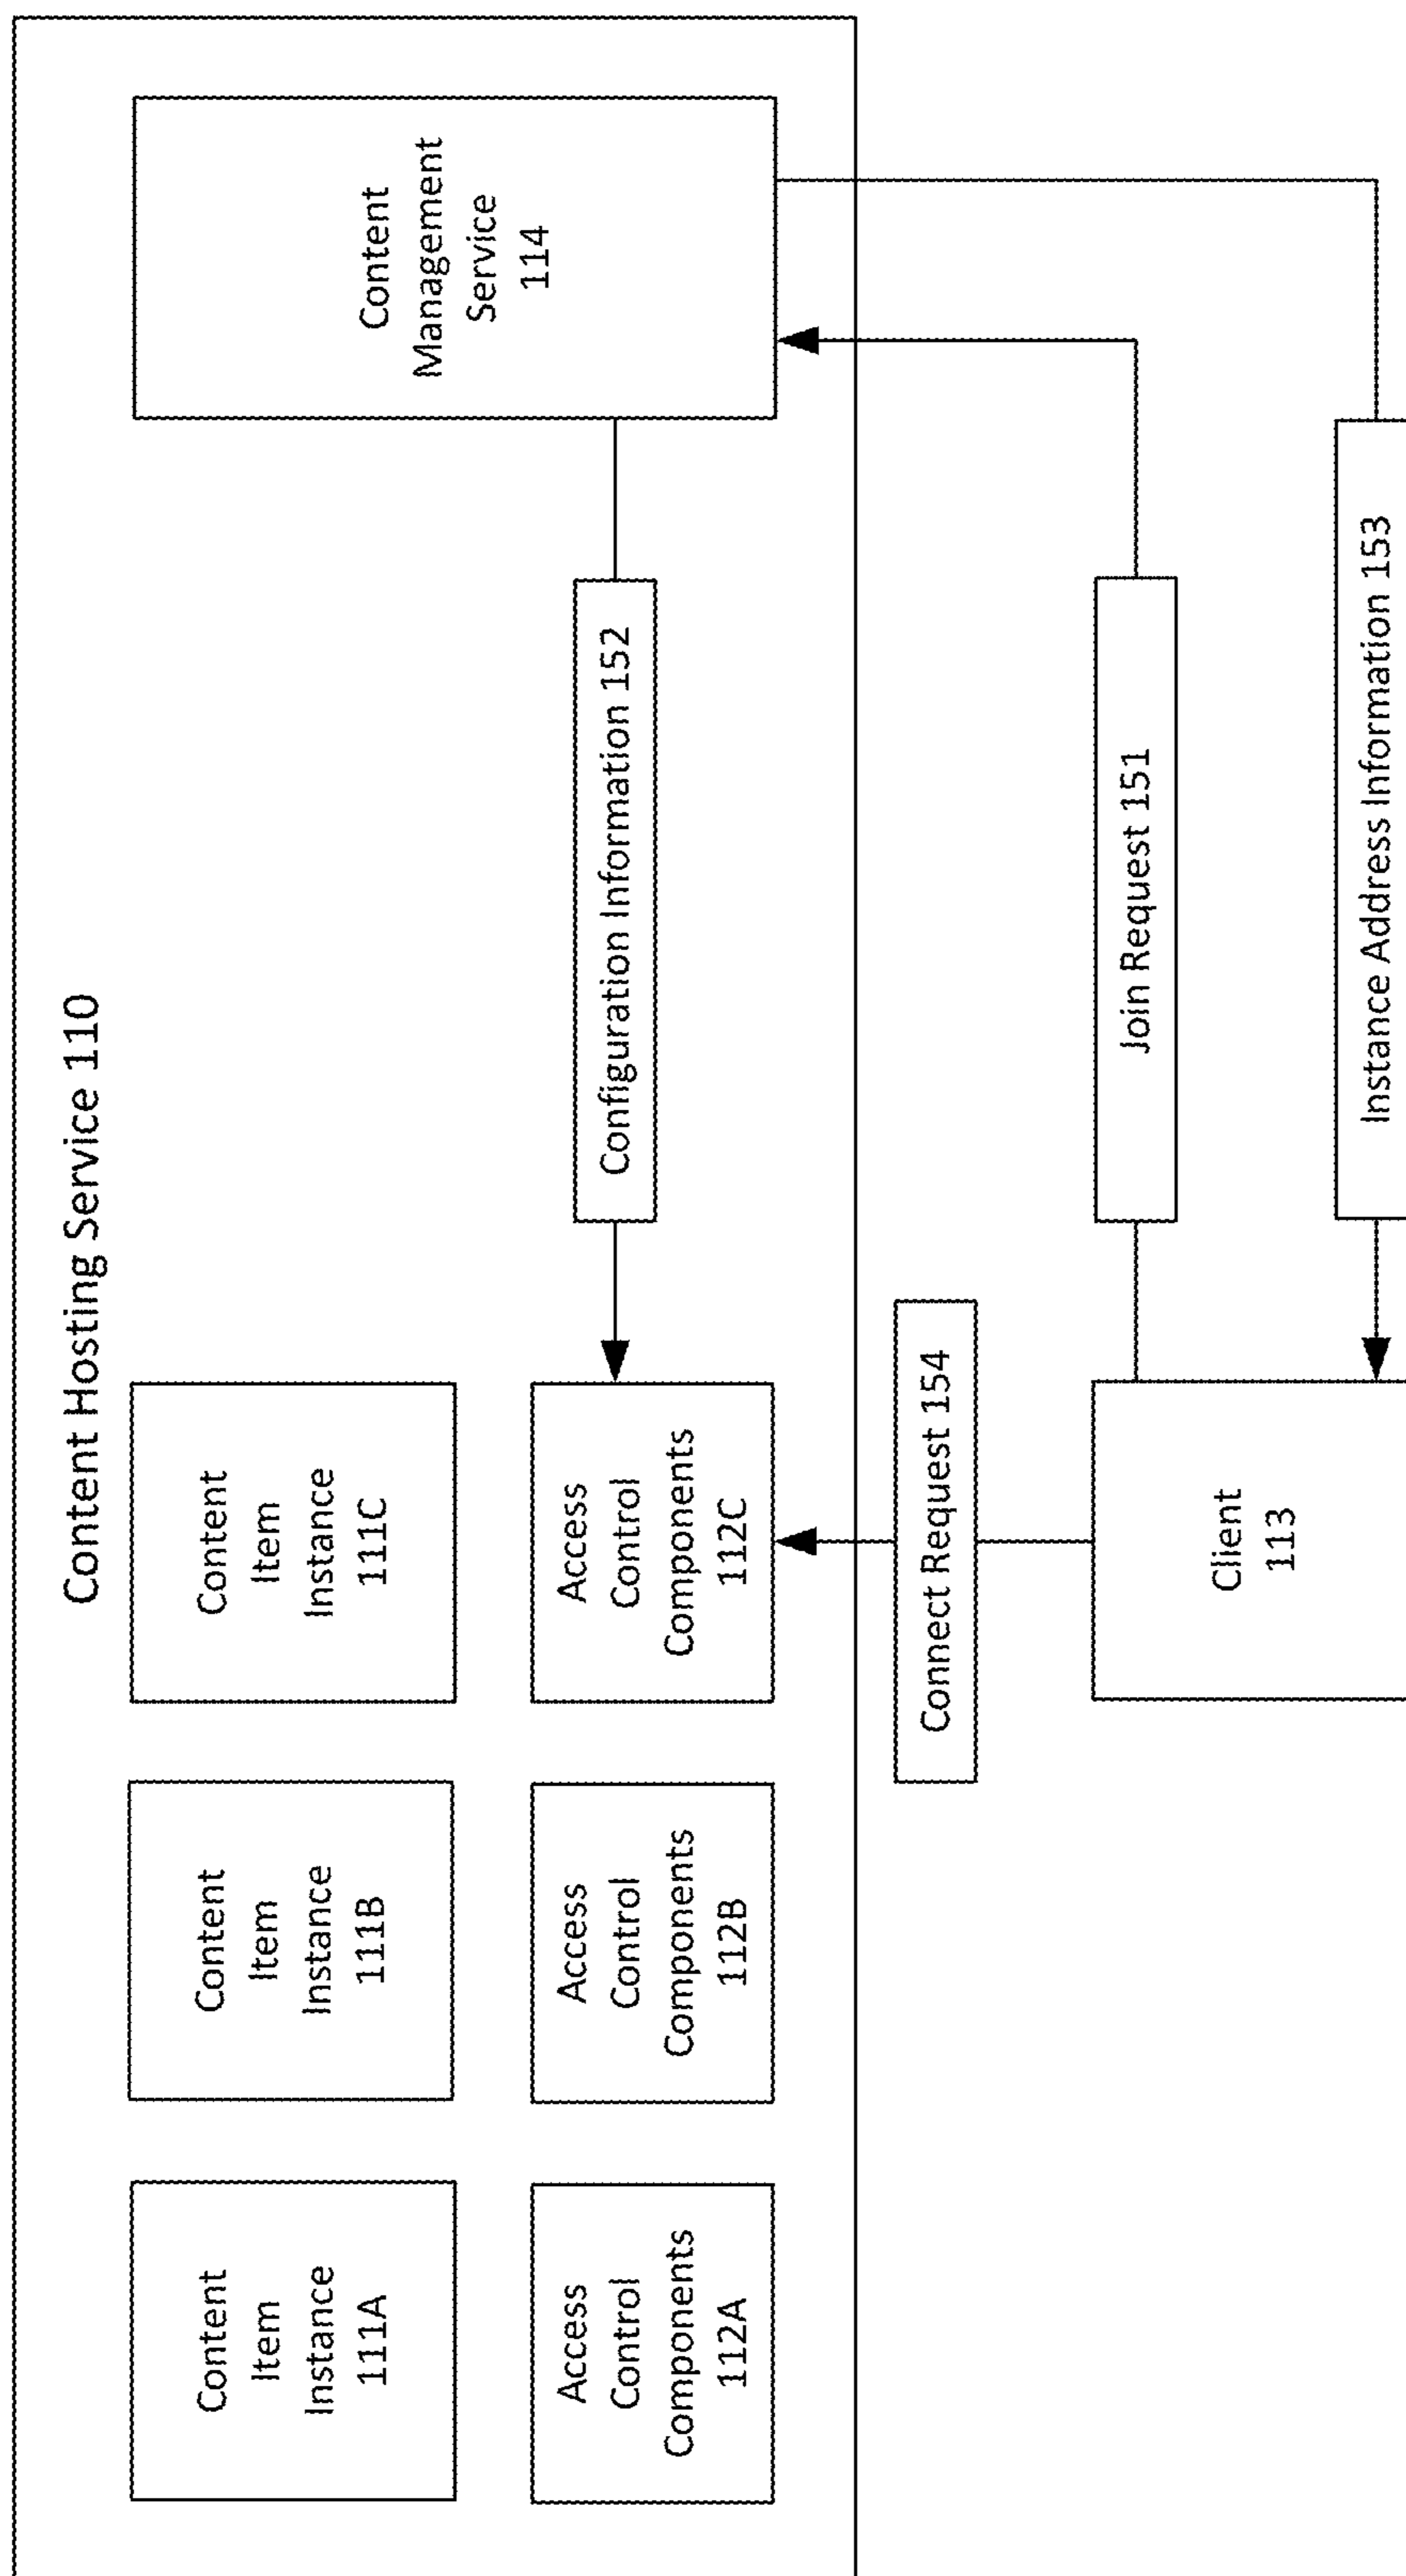 Content Hosting Service 110
Content
Item
Instance
111A
Content
Item
Instance
111B
Content
Item
Instance
111C
Content
Management
Service
114
Access
Control
Components
112A
Access
Control
Components
112B
Access
Control
Components
112C
Configuration Information 152
Connect Request 154
Join Request 151
Client
113
Instance Address Information 153